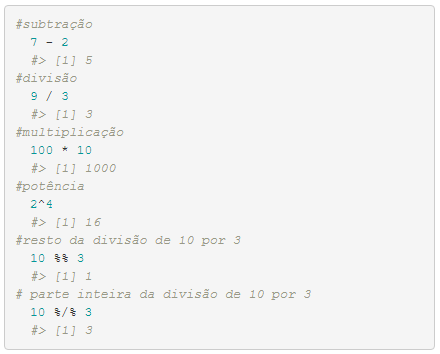 #subtração
7 - 2
#> [1] 5
#divisão
9 / 3
#> [1] 3
#multiplicação
100 * 10
#> [1] 1000
#potência
2^4
#> [1] 16
#resto da divisão de 10 por 3
10 %% 3
#> [1] 1
# parte inteira da divisão de 10 por 3
10 %/% 3
#> [1] 3